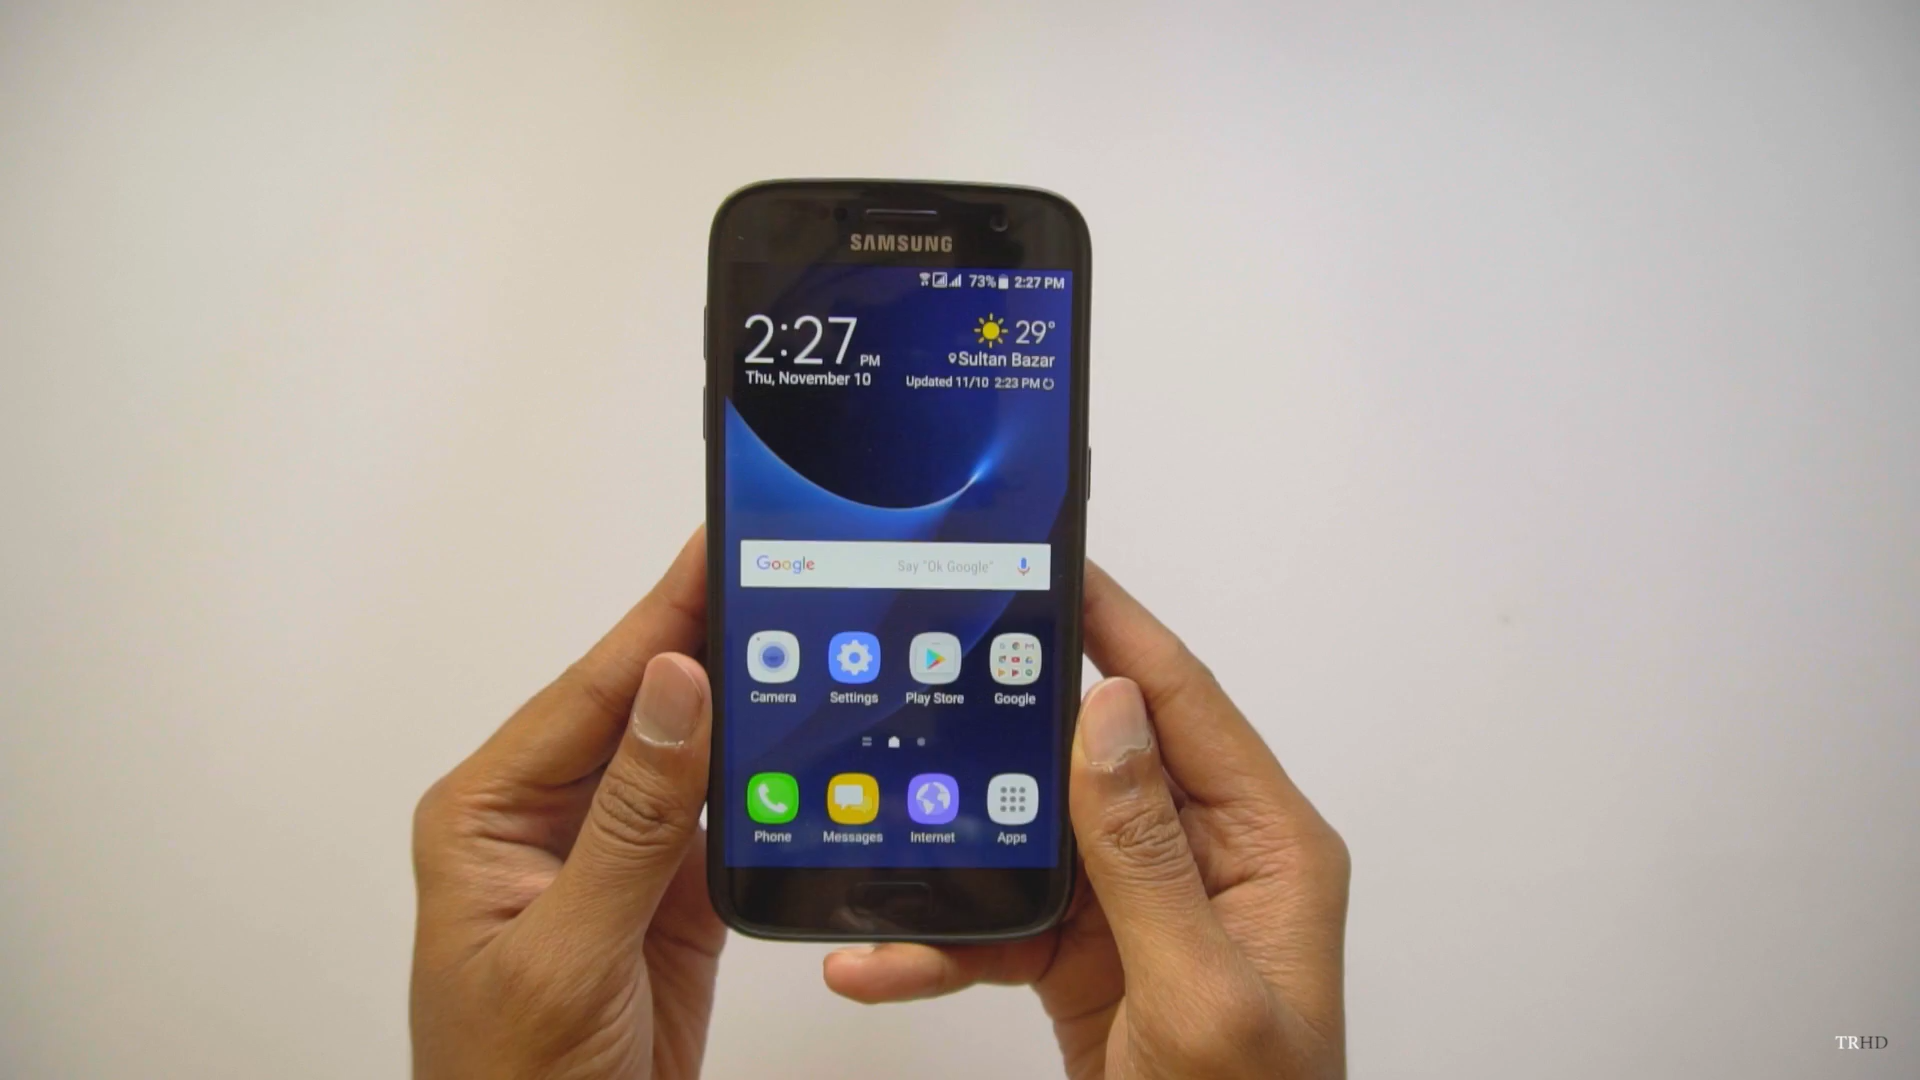 SAMSUNG
73% 2:27 PM
2:27 PM
Thu, November 10
29°
Sultan Bazar
Updated 11/10 2:23 PM
Google Say "Ok Google"
Camera Settings Play Store Google
Phone Messages Internet Apps
TRHD